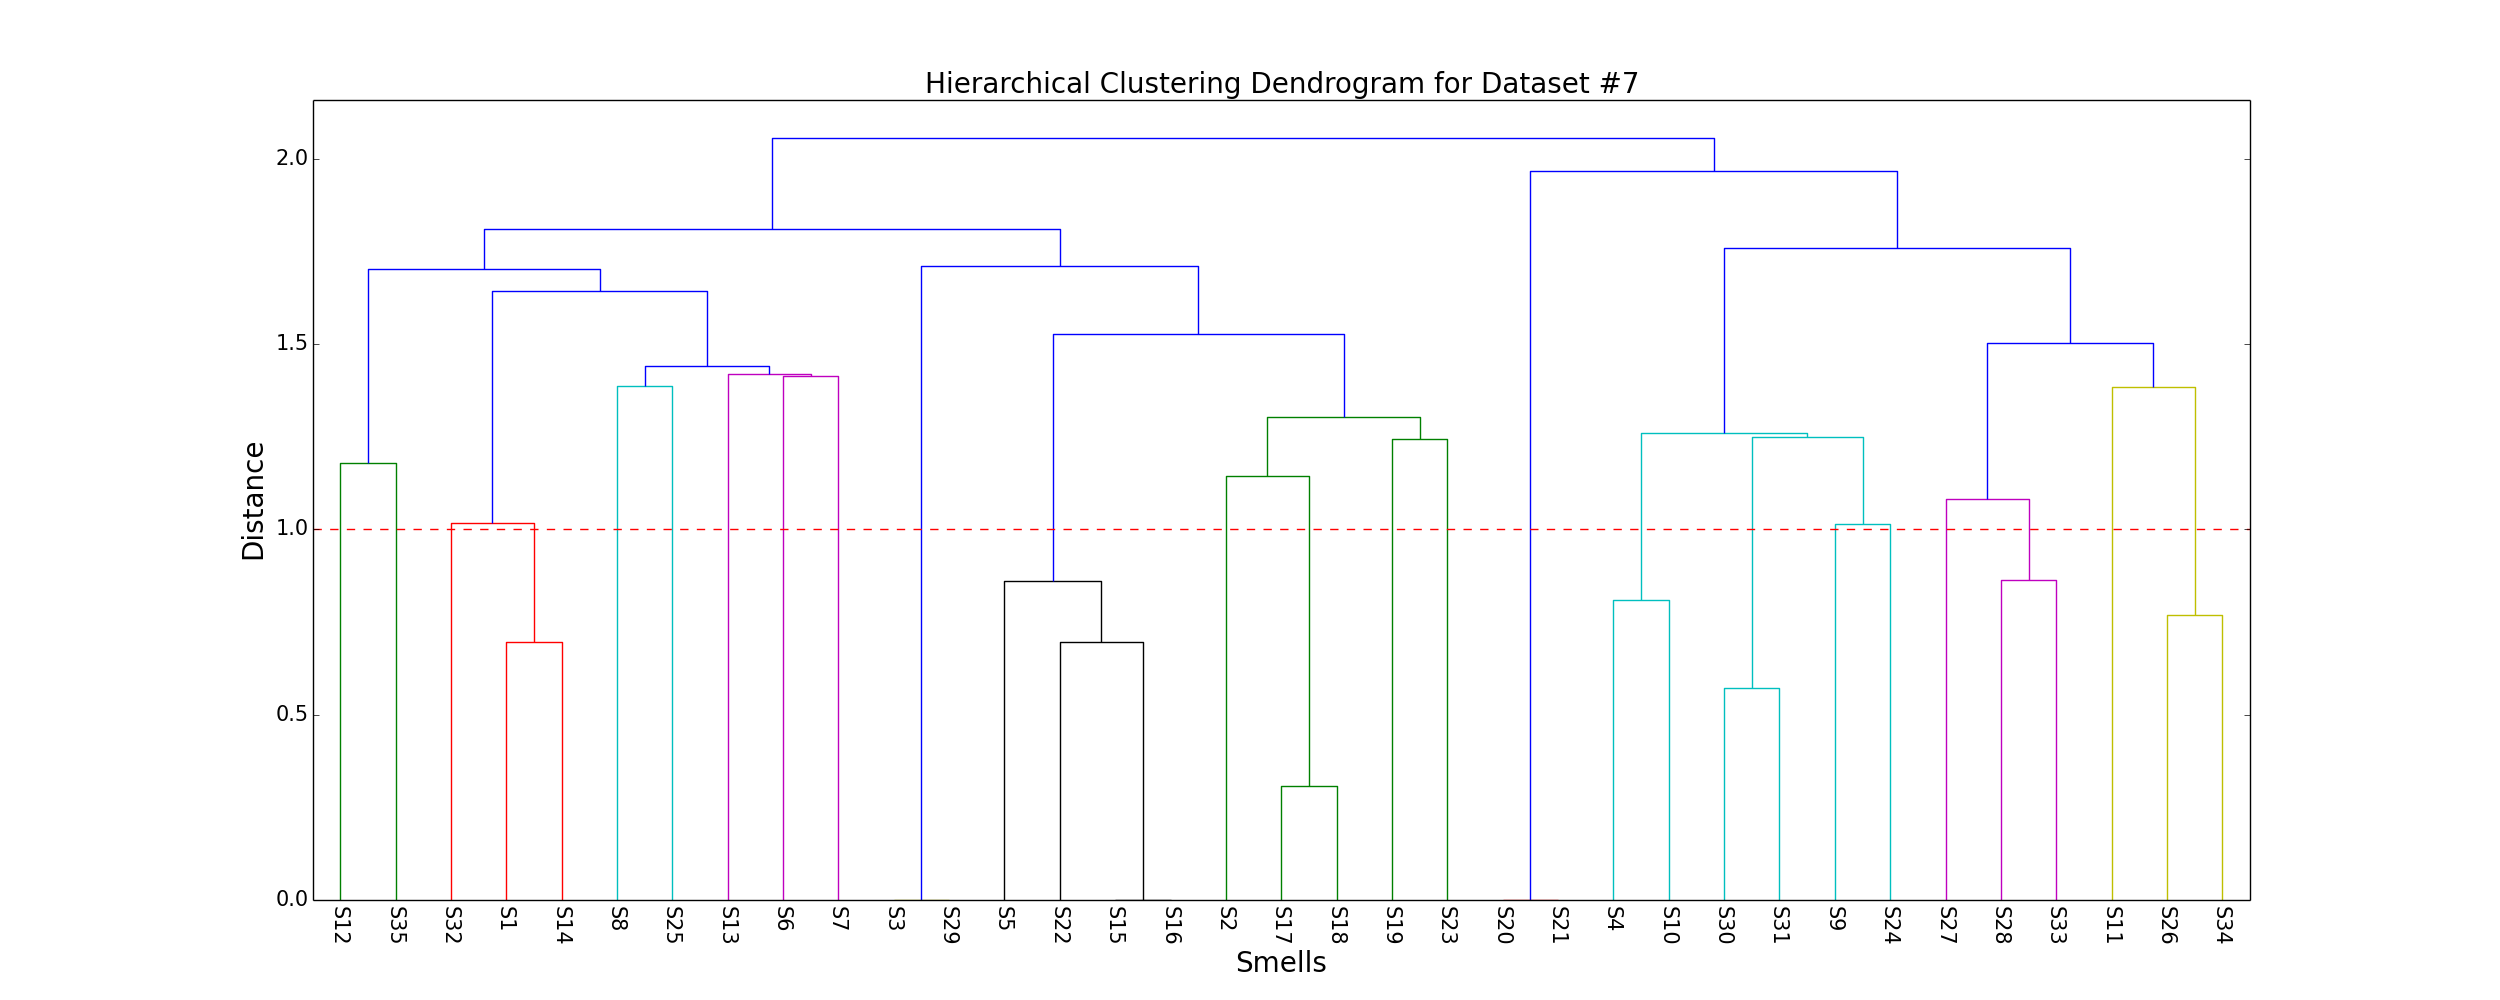 Hierarchical Clustering Dendrogram for Dataset #7
2.0
1.5
1.0
0.5
0.0
Distance
S12 S35 S32 S1 S14 S8 S25 S13 S6 S7 S3 S29 S5 S22 S15 S16 S2 S17 S18 S19 S23 S20 S21 S4 S10 S30 S31 S9 S24 S27 S28 S33 S11 S26 S34
Smells